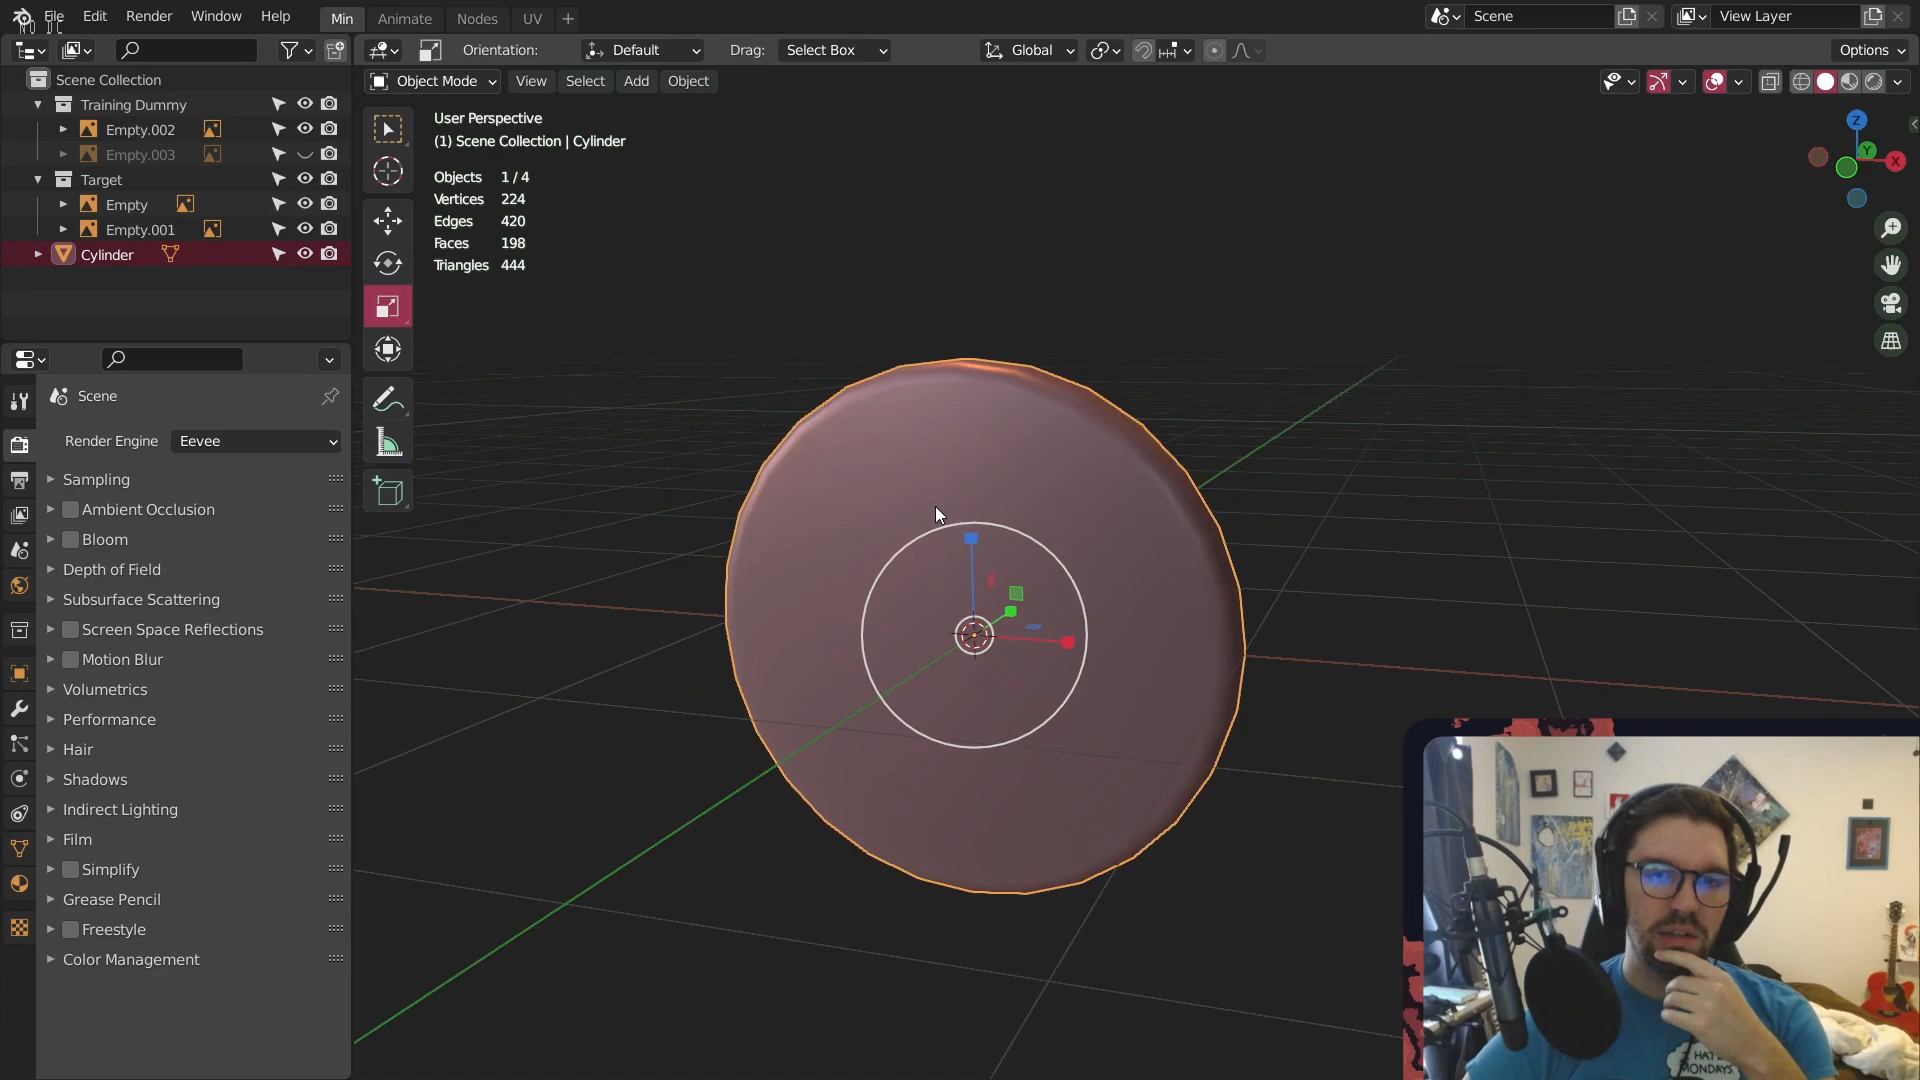 File Edit Render Window Help Min Animate Nodes UV + Scene View Layer
Orientation: Default Drag: Select Box Global Options
Object Mode View Select Add Object
Scene Collection
Training Dummy
Empty.002
Empty.003
Target
Empty
Empty.001
Cylinder
User Perspective
(1) Scene Collection | Cylinder
Objects 1 / 4
Vertices 224
Edges 420
Faces 198
Triangles 444
Z
Y
X
Scene
Render Engine Eevee
Sampling
Ambient Occlusion
Bloom
Depth of Field
Subsurface Scattering
Screen Space Reflections
Motion Blur
Volumetrics
Performance
Hair
Shadows
Indirect Lighting
Film
Simplify
Grease Pencil
Freestyle
Color Management
I HATE
MONDAYS